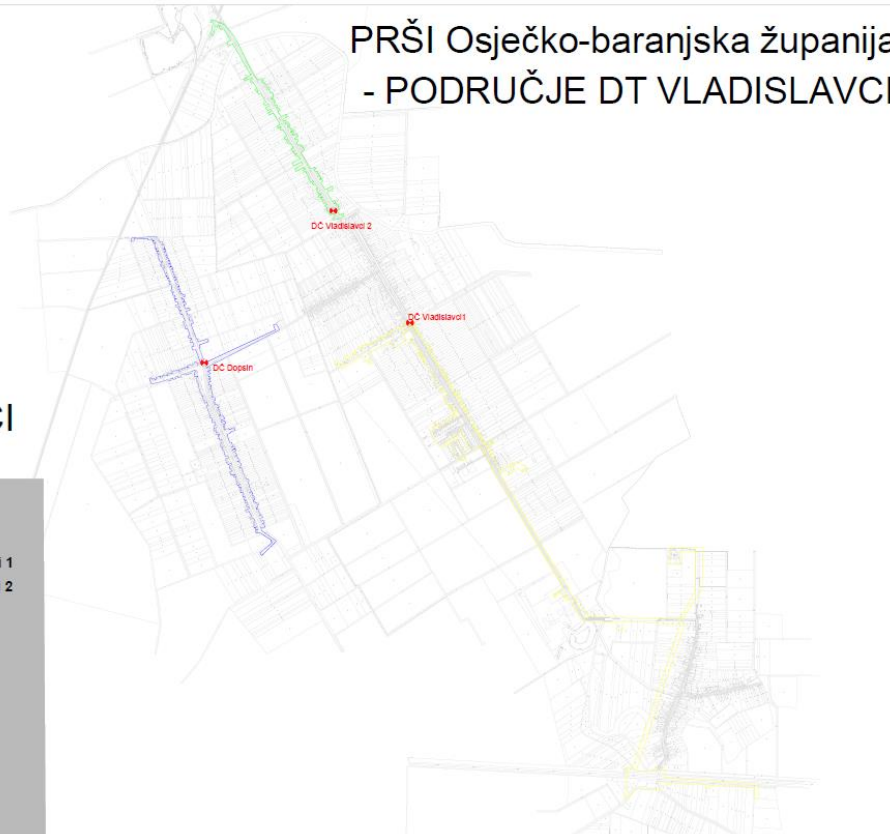 PRŠI Osječko-baranjska županija
- PODRUČJE DT VLADISLAVCI
DČ Vladislavci 2
DČ Vladislavci1
DČ Dopsin
CI
i 1
2